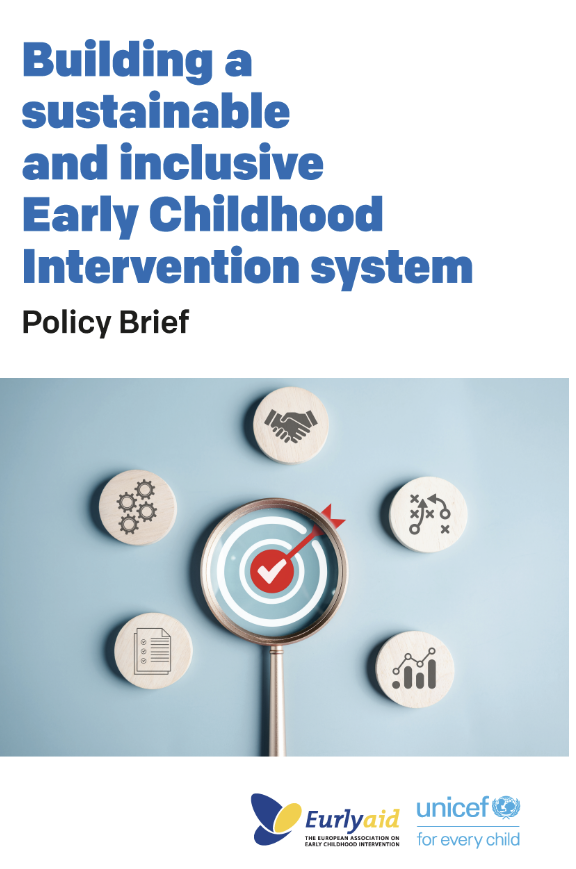 Building a
sustainable
and inclusive
Early Childhood
Intervention system
Policy Brief
Eurlyaid
THE EUROPEAN ASSOCIATION ON
EARLY CHILDHOOD INTERVENTION
unicef
for every child